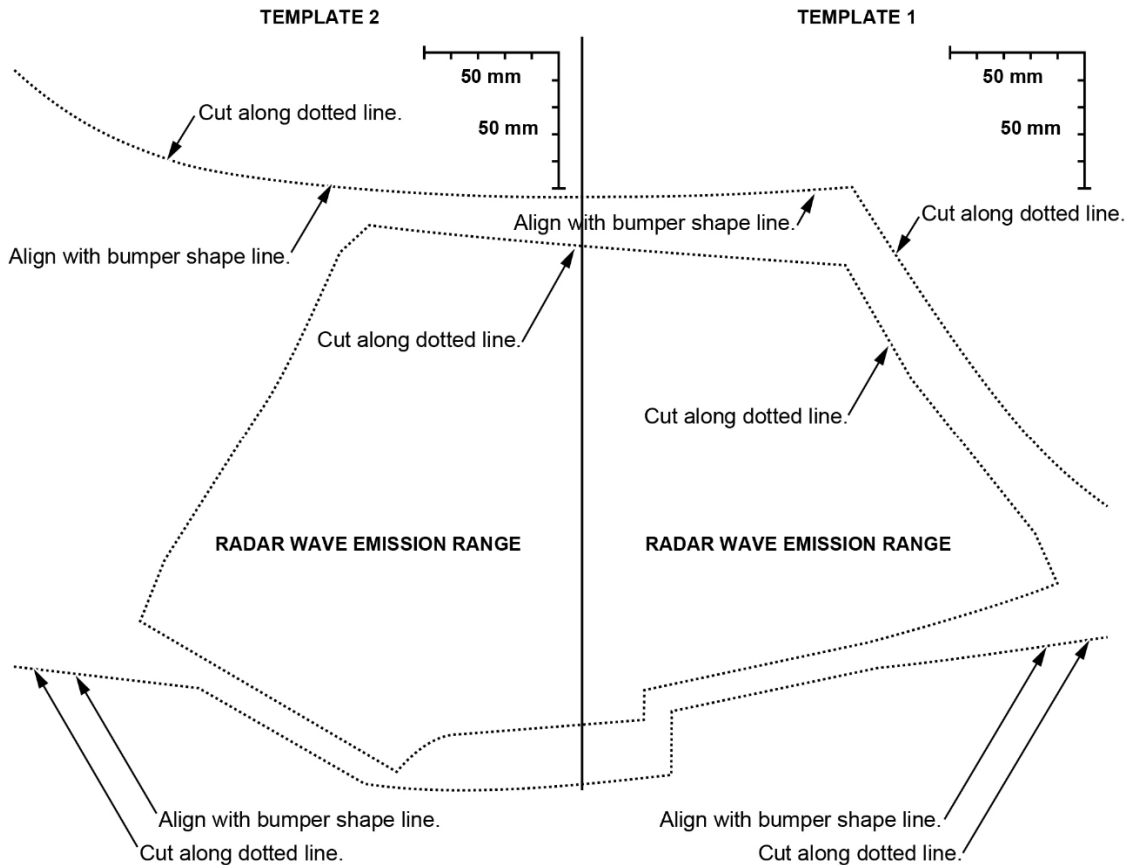 TEMPLATE 2
TEMPLATE 1
50 mm
50 mm
50 mm
50 mm
Cut along dotted line.
Align with bumper shape line.
Align with bumper shape line.
Cut along dotted line.
Cut along dotted line.
Cut along dotted line.
RADAR WAVE EMISSION RANGE
RADAR WAVE EMISSION RANGE
Align with bumper shape line.
Cut along dotted line.
Align with bumper shape line.
Cut along dotted line.